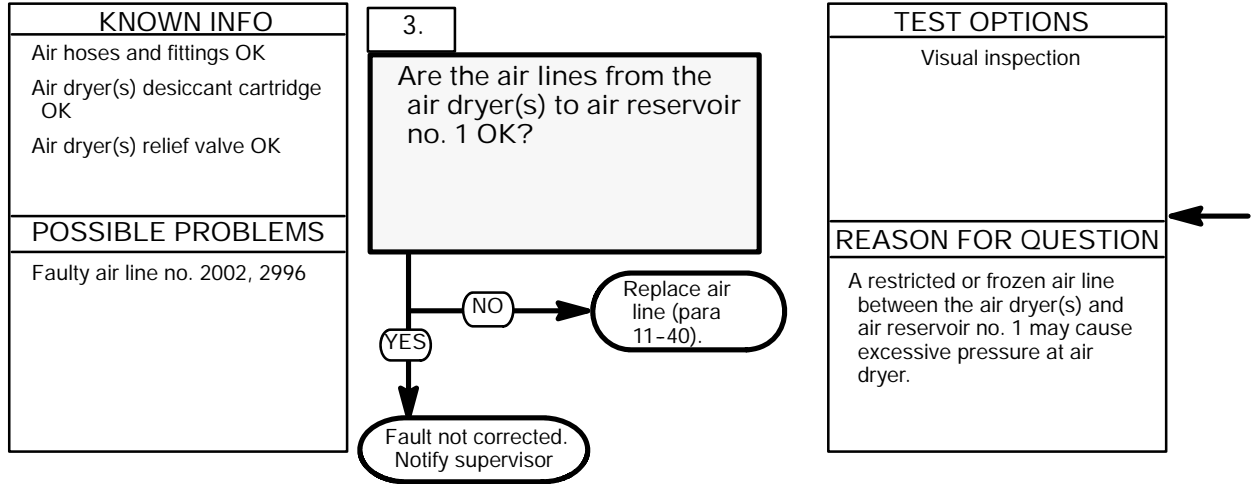 KNOWN INFO
Air hoses and fittings OK
Air dryer(s) desiccant cartridge
OK
Air dryer(s) relief valve OK
POSSIBLE PROBLEMS
Faulty air line no. 2002, 2996
3.
Are the air lines from the
air dryer(s) to air reservoir
no. 1 OK?
NO
Replace air
line (para
11-40).
YES
Fault not corrected.
Notify supervisor
TEST OPTIONS
Visual inspection
REASON FOR QUESTION
A restricted or frozen air line
between the air dryer(s) and
air reservoir no. 1 may cause
excessive pressure at air
dryer.